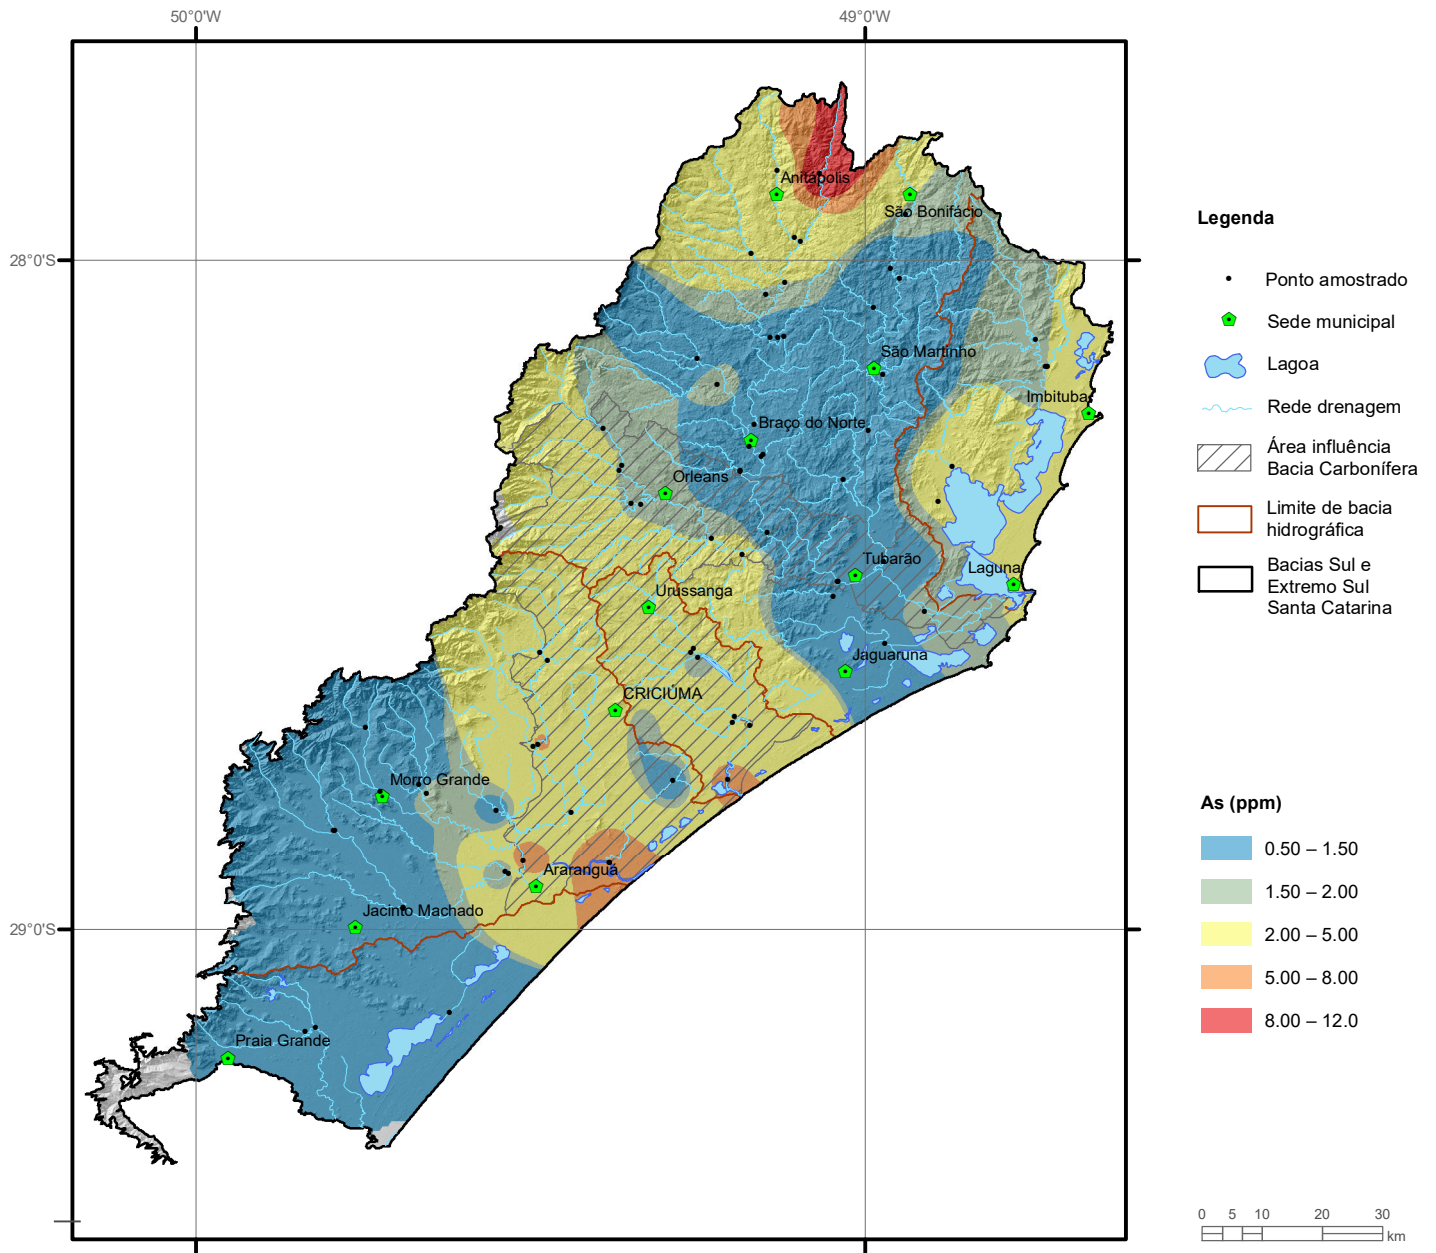 50°0'W
49°0'W
28°0'S
29°0'S
Anitápolis
São Bonifácio
São Martinho
Imbituba
Braço do Norte
Orleans
Tubarão
Laguna
Urussanga
Jaguaruna
CRICIÚMA
Morro Grande
Araranguá
Jacinto Machado
Praia Grande
Legenda
Ponto amostrado
Sede municipal
Lagoa
Rede drenagem
Área influência
Bacia Carbonífera
Limite de bacia
hidrográfica
Bacias Sul e
Extremo Sul
Santa Catarina
As (ppm)
0.50 – 1.50
1.50 – 2.00
2.00 – 5.00
5.00 – 8.00
8.00 – 12.0
0 5 10 20 30
km